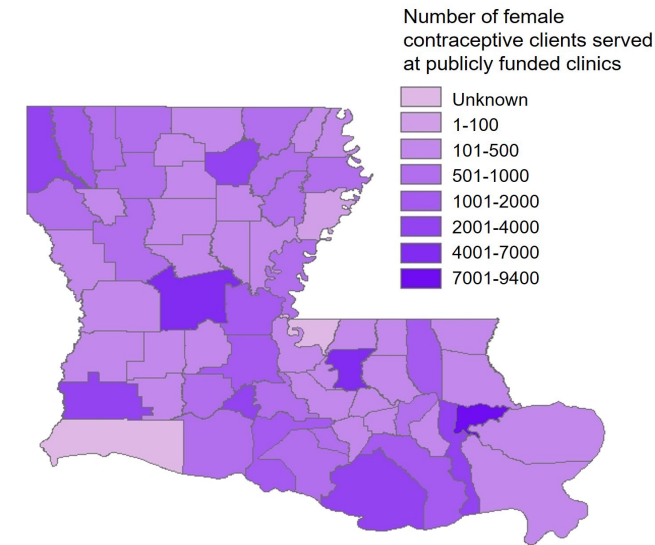 Number of female
contraceptive clients served
at publicly funded clinics
Unknown
1-100
101-500
501-1000
1001-2000
2001-4000
4001-7000
7001-9400